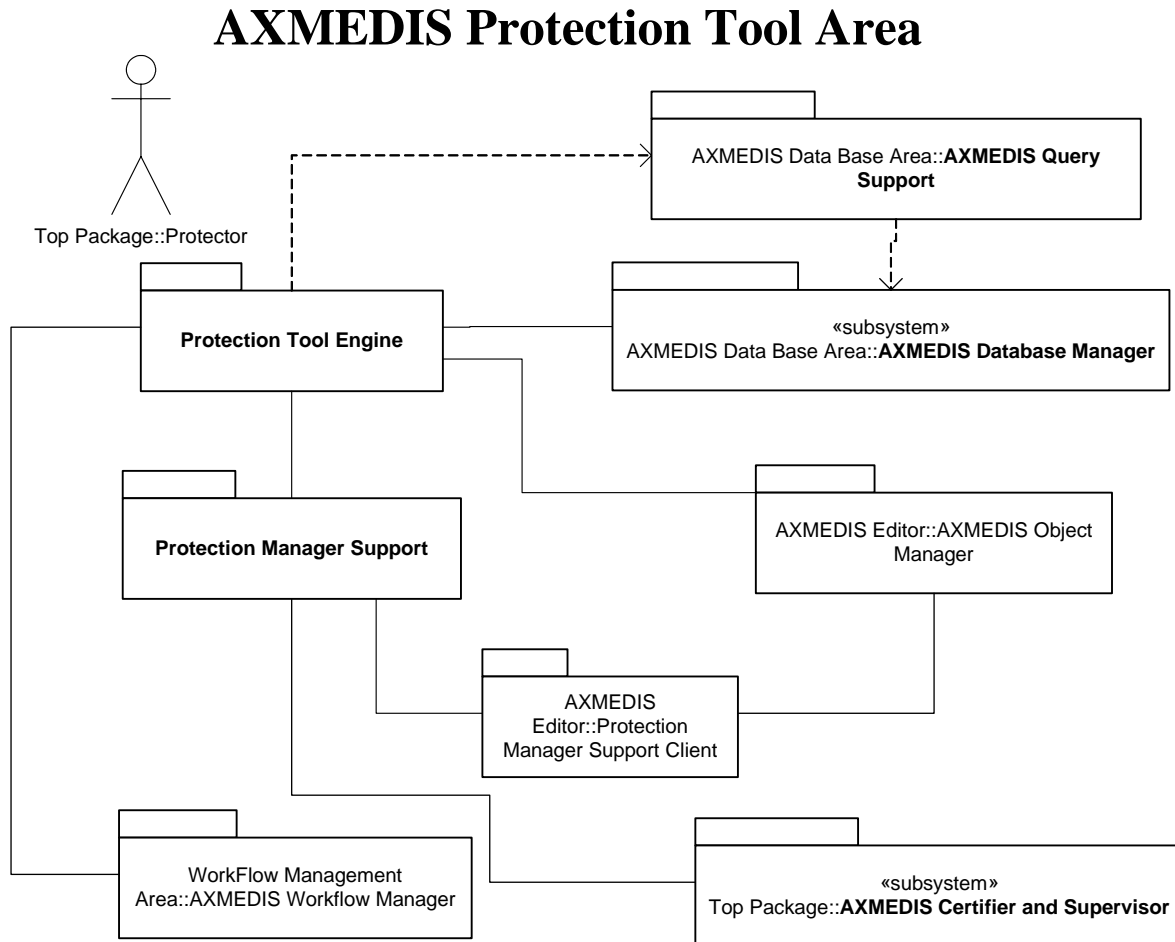 AXMEDIS Protection Tool Area
Top Package::Protector
AXMEDIS Data Base Area::AXMEDIS Query
Support
Protection Tool Engine
«subsystem»
AXMEDIS Data Base Area::AXMEDIS Database Manager
Protection Manager Support
AXMEDIS Editor::AXMEDIS Object
Manager
AXMEDIS
Editor::Protection
Manager Support Client
WorkFlow Management
Area::AXMEDIS Workflow Manager
«subsystem»
Top Package::AXMEDIS Certifier and Supervisor